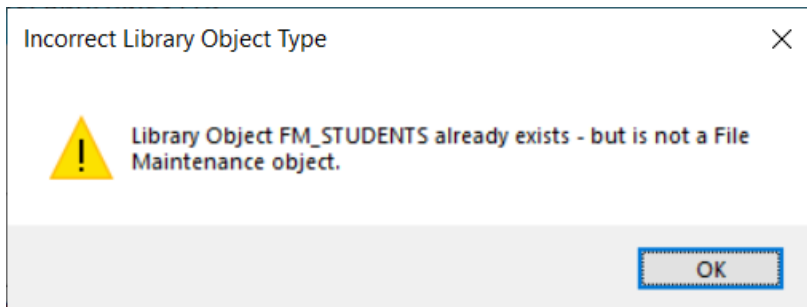 Incorrect Library Object Type
Library Object FM_STUDENTS already exists - but is not a File
Maintenance object.
OK